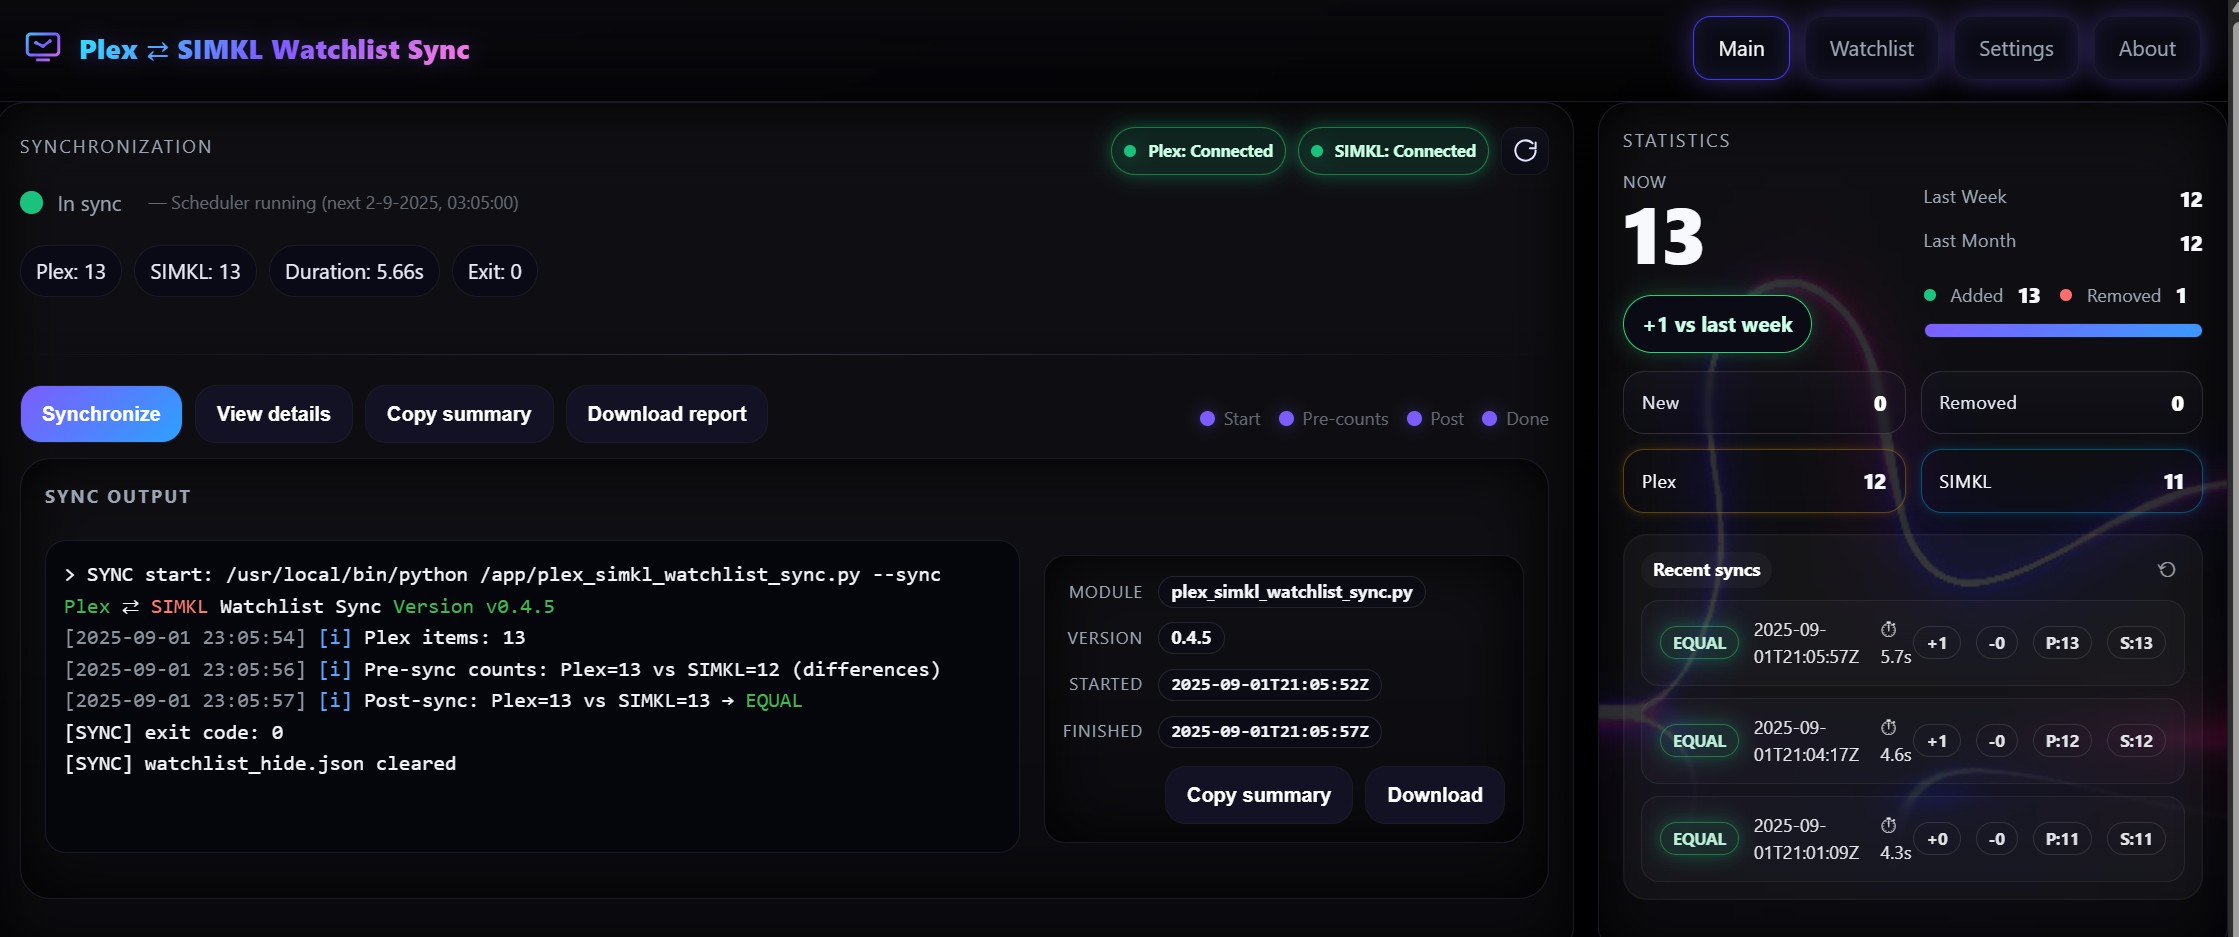 Plex ⇄ SIMKL Watchlist Sync
Main
Watchlist
Settings
About
SYNCHRONIZATION
Plex: Connected
SIMKL: Connected
In sync — Scheduler running (next 2-9-2025, 03:05:00)
Plex: 13
SIMKL: 13
Duration: 5.66s
Exit: 0
Synchronize
View details
Copy summary
Download report
Start
Pre-counts
Post
Done
SYNC OUTPUT
> SYNC start: /usr/local/bin/python /app/plex_simkl_watchlist_sync.py --sync
Plex ⇄ SIMKL Watchlist Sync Version v0.4.5
[2025-09-01 23:05:54] [i] Plex items: 13
[2025-09-01 23:05:56] [i] Pre-sync counts: Plex=13 vs SIMKL=12 (differences)
[2025-09-01 23:05:57] [i] Post-sync: Plex=13 vs SIMKL=13 → EQUAL
[SYNC] exit code: 0
[SYNC] watchlist_hide.json cleared
MODULE plex_simkl_watchlist_sync.py
VERSION 0.4.5
STARTED 2025-09-01T21:05:52Z
FINISHED 2025-09-01T21:05:57Z
Copy summary
Download
STATISTICS
NOW
13
+1 vs last week
Last Week 12
Last Month 12
Added 13 Removed 1
New 0
Removed 0
Plex 12
SIMKL 11
Recent syncs
EQUAL 2025-09-
01T21:05:57Z 5.7s +1 -0 P:13 S:13
EQUAL 2025-09-
01T21:04:17Z 4.6s +1 -0 P:12 S:12
EQUAL 2025-09-
01T21:01:09Z 4.3s +0 -0 P:11 S:11